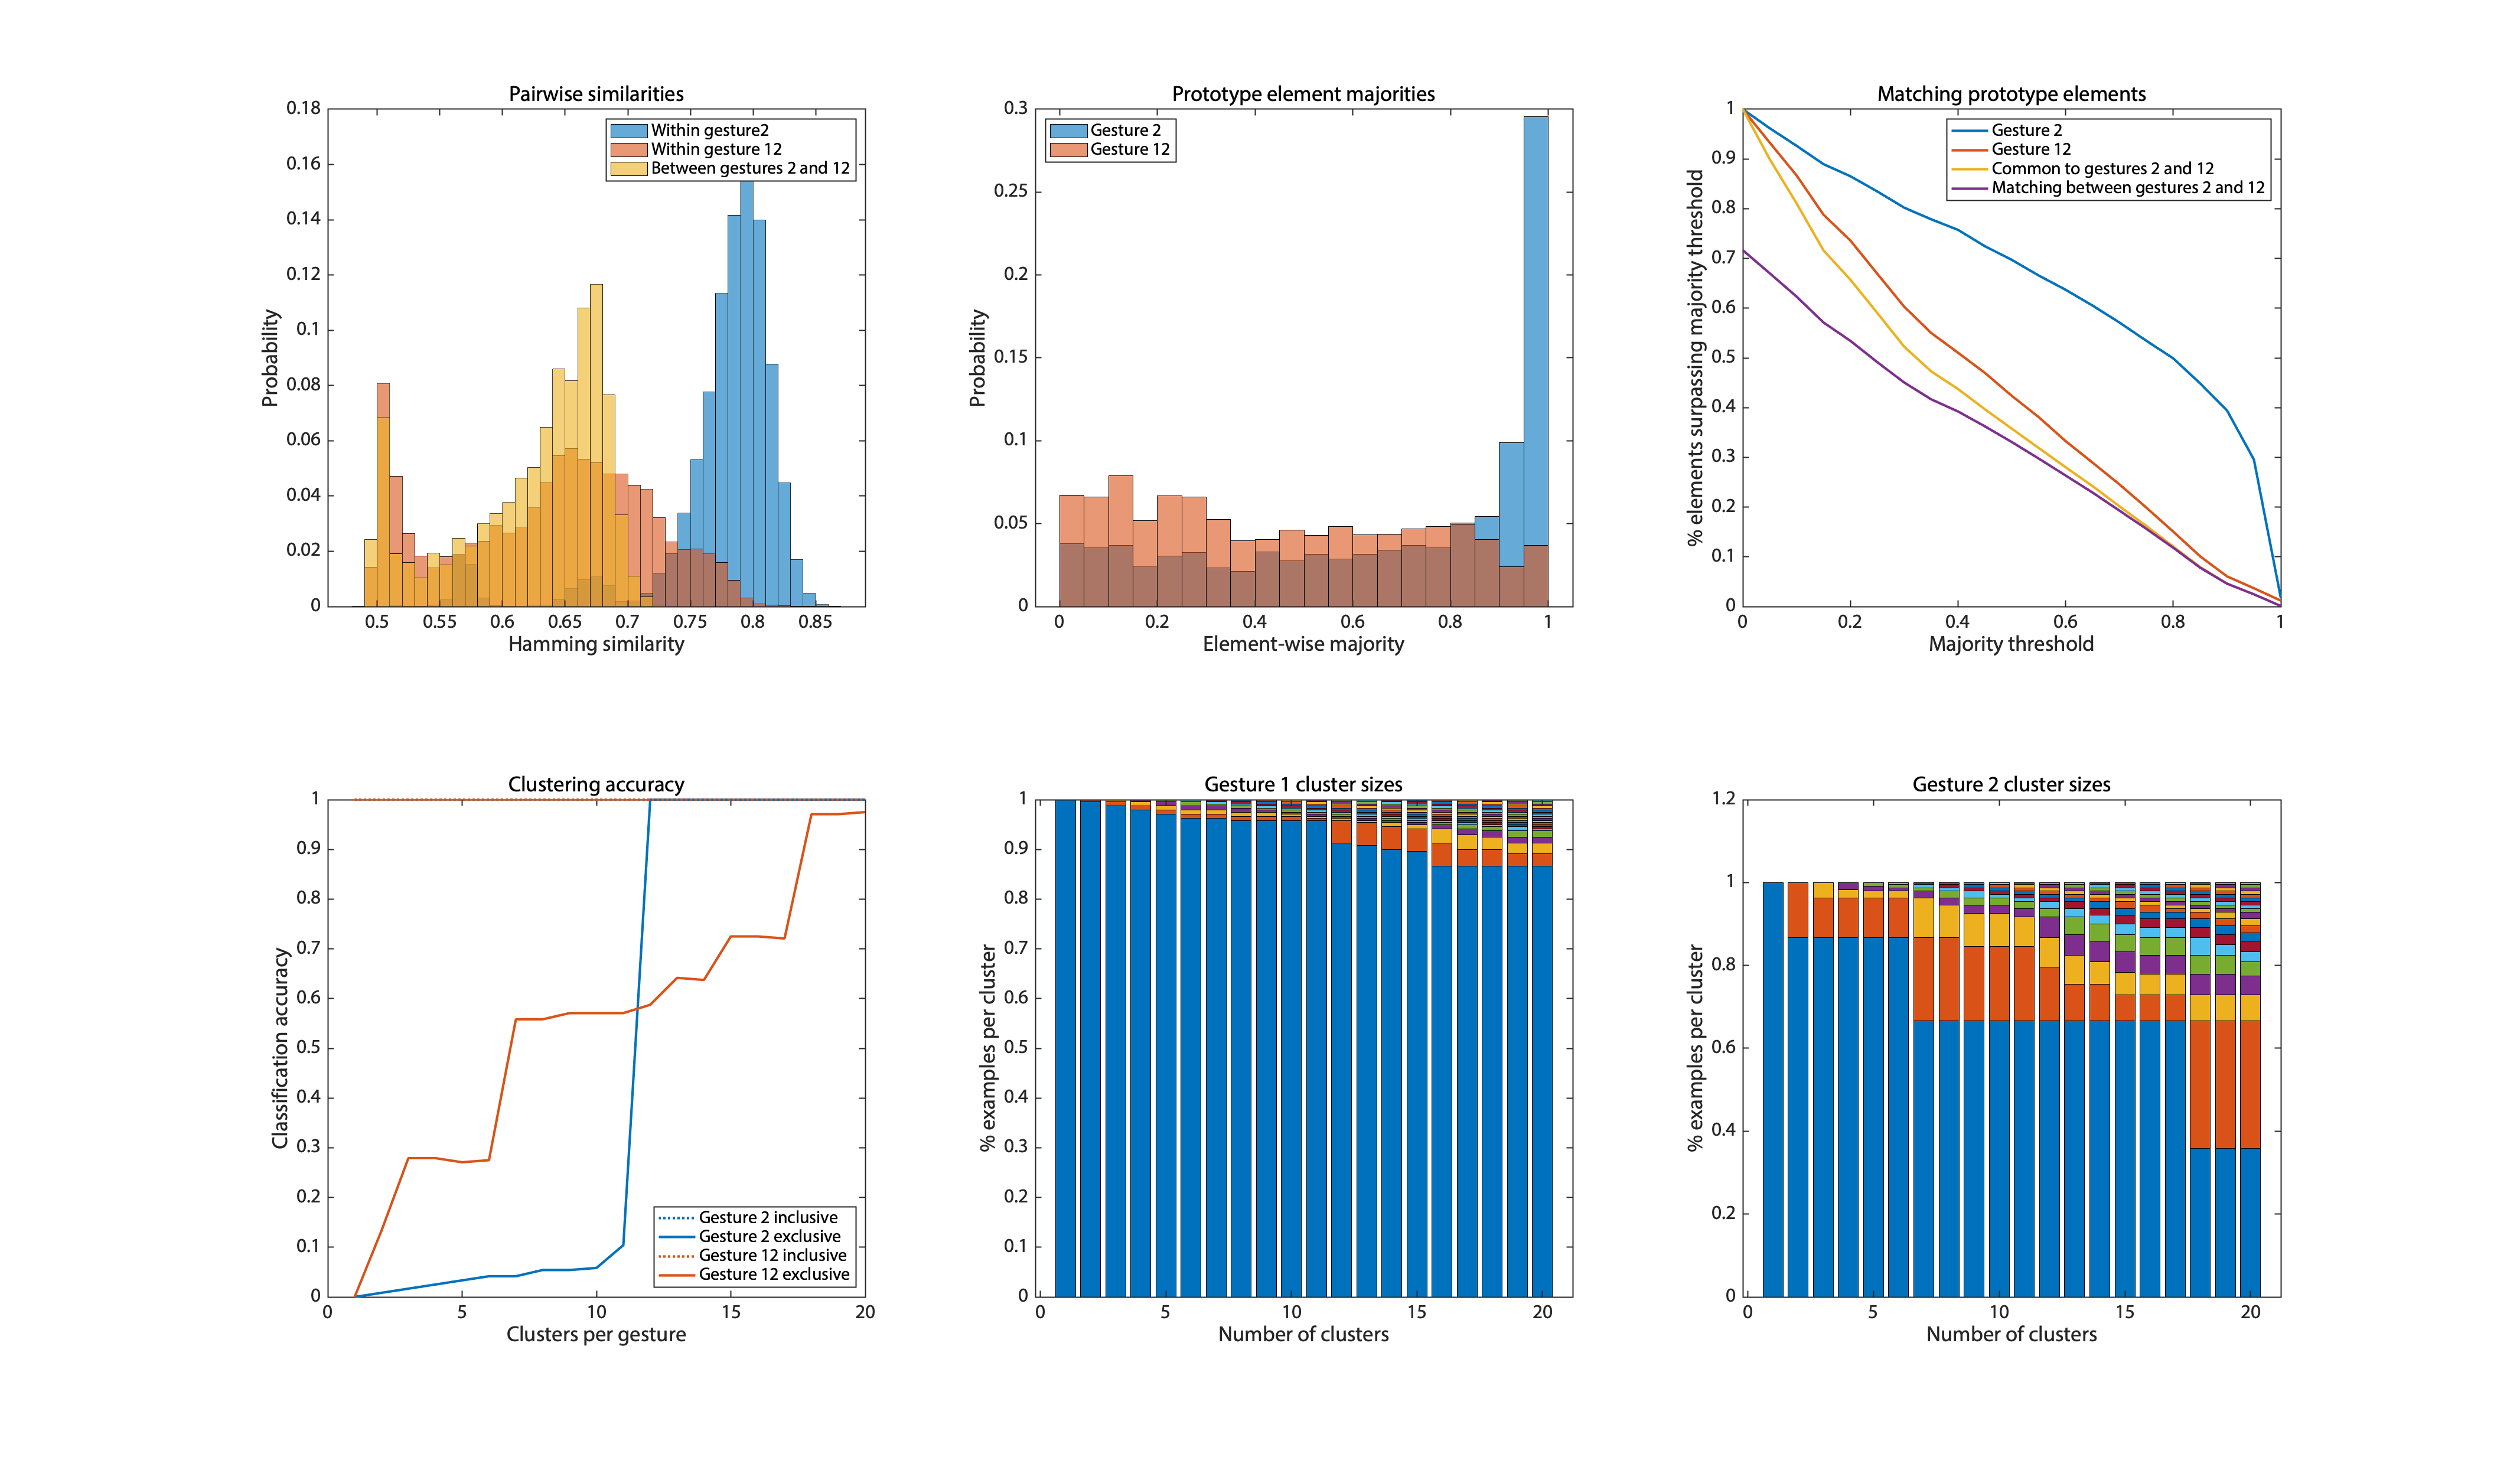 Pairwise similarities
0.18
0.16
0.14
0.12
0.1
0.08
0.06
0.04
0.02
0
Probability
Within gesture2
Within gesture 12
Between gestures 2 and 12
0.5 0.55 0.6 0.65 0.7 0.75 0.8 0.85
Hamming similarity
Prototype element majorities
0.3
0.25
0.2
0.15
0.1
0.05
0
Probability
Gesture 2
Gesture 12
0 0.2 0.4 0.6 0.8 1
Element-wise majority
Matching prototype elements
1
0.9
0.8
0.7
0.6
0.5
0.4
0.3
0.2
0.1
0
% elements surpassing majority threshold
Gesture 2
Gesture 12
Common to gestures 2 and 12
Matching between gestures 2 and 12
0 0.2 0.4 0.6 0.8 1
Majority threshold
Clustering accuracy
1
0.9
0.8
0.7
0.6
0.5
0.4
0.3
0.2
0.1
0
Classification accuracy
Gesture 2 inclusive
Gesture 2 exclusive
Gesture 12 inclusive
Gesture 12 exclusive
0 5 10 15 20
Clusters per gesture
Gesture 1 cluster sizes
1
0.9
0.8
0.7
0.6
0.5
0.4
0.3
0.2
0.1
0
% examples per cluster
0 5 10 15 20
Number of clusters
Gesture 2 cluster sizes
1.2
1
0.8
0.6
0.4
0.2
0
% examples per cluster
0 5 10 15 20
Number of clusters